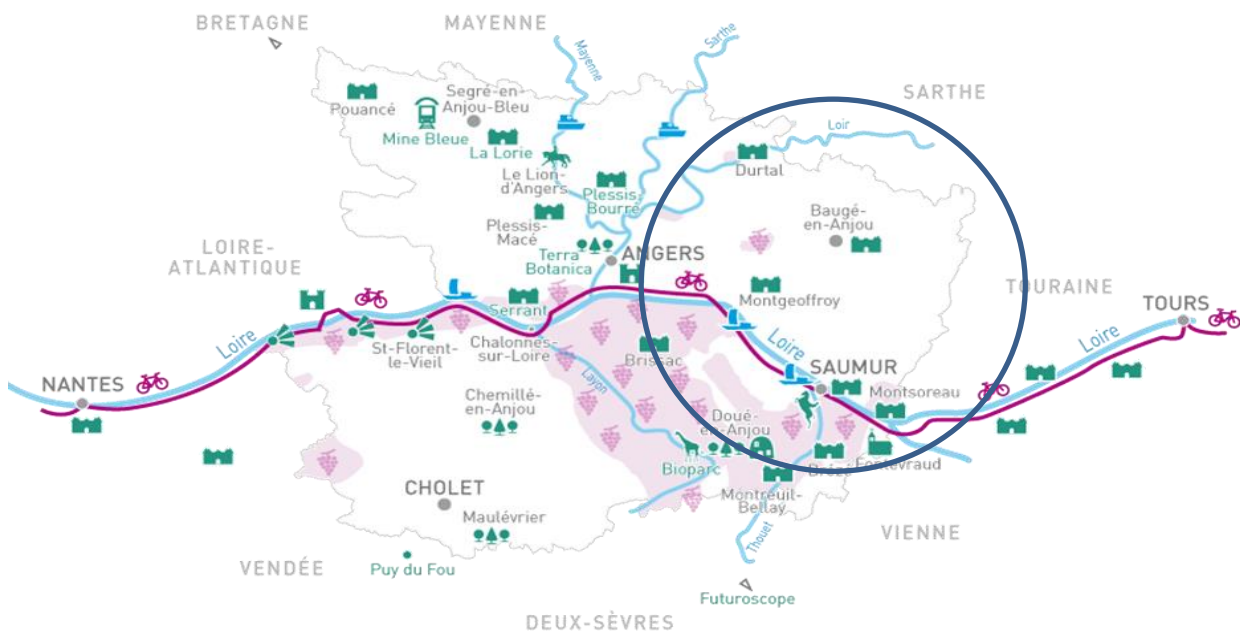 BRETAGNE
MAYENNE
Mayenne
Sarthe
SARTHE
Pouancé
Segré-en-
Anjou-Bleu
Mine Bleue
La Lorie
Loir
Durtal
Le Lion-
d'Angers
Plessis-
Bourré
Plessis-
Macé
Baugé-
en-Anjou
LOIRE-
ATLANTIQUE
Terra
Botanica
ANGERS
Montgeoffroy
TOURAINE
TOURS
Serrant
Loire
St-Florent-
le-Vieil
Chalonnes-
sur-Loire
Brissac
Loire
Loire
NANTES
Layon
SAUMUR
Montsoreau
Chemillé-
en-Anjou
Doué-
en-Anjou
Bioparc
Brézé
Fontevraud
CHOLET
Montreuil-
Bellay
Maulévrier
VIENNE
Thouet
VENDÉE
Puy du Fou
Futuroscope
DEUX-SÈVRES